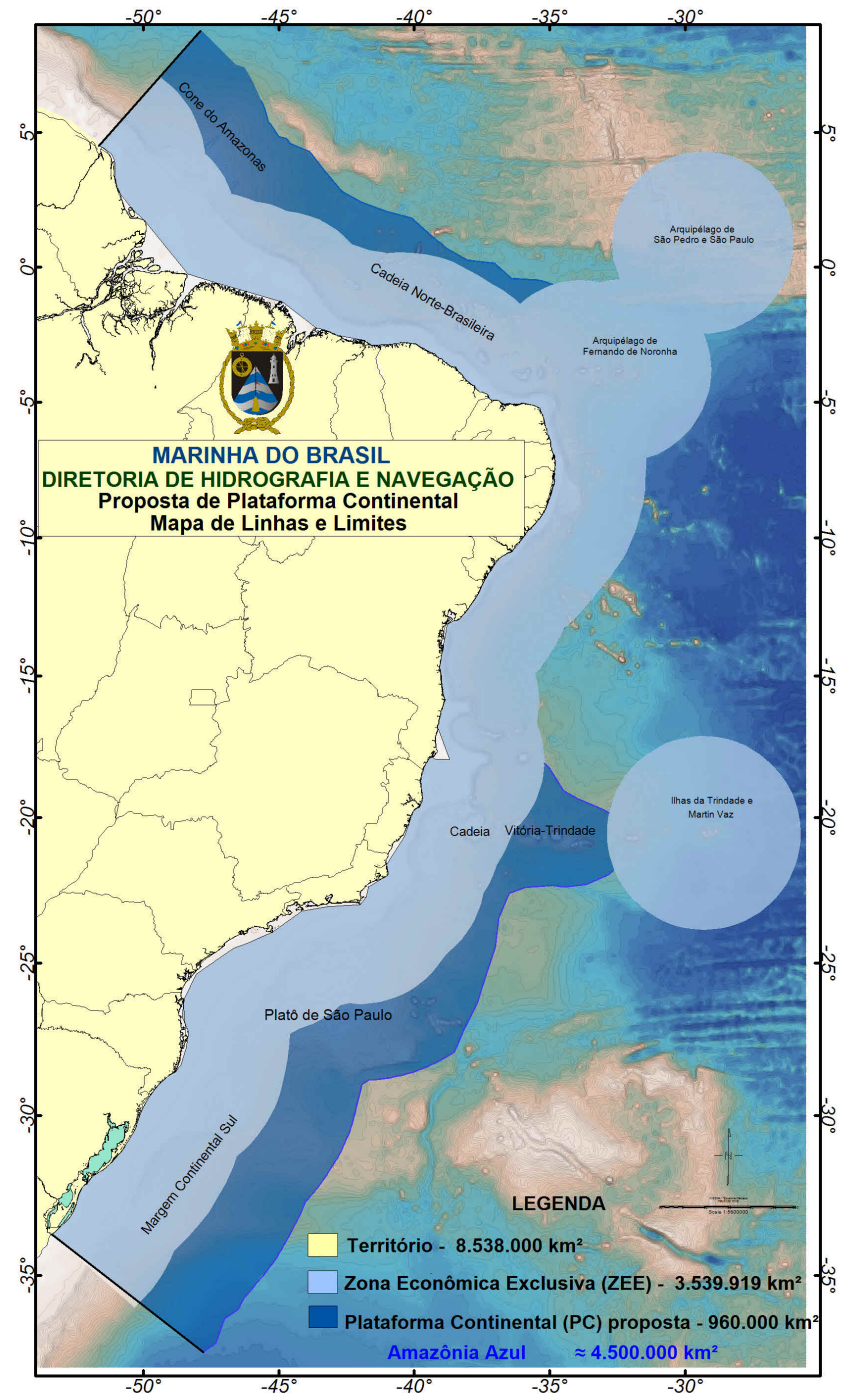 -50° -45° -40° -35° -30°
Cone do Amazonas
5° 5°
Arquipélago de
São Pedro e São Paulo
0° 0°
Cadeia Norte-Brasileira
Arquipélago de
Fernando de Noronha
-5° -5°
MARINHA DO BRASIL
DIRETORIA DE HIDROGRAFIA E NAVEGAÇÃO
Proposta de Plataforma Continental
Mapa de Linhas e Limites
-10° -10°
-15° -15°
Ilhas da Trindade e
Martin Vaz
-20° -20°
Cadeia Vitória-Trindade
-25° -25°
Platô de São Paulo
-30° -30°
Margem Continental Sul
N
LEGENDA
Território - 8.538.000 km²
-35° -35°
Zona Econômica Exclusiva (ZEE) - 3.539.919 km²
Plataforma Continental (PC) proposta - 960.000 km²
Amazônia Azul ≈ 4.500.000 km²
-50° -45° -40° -35° -30°